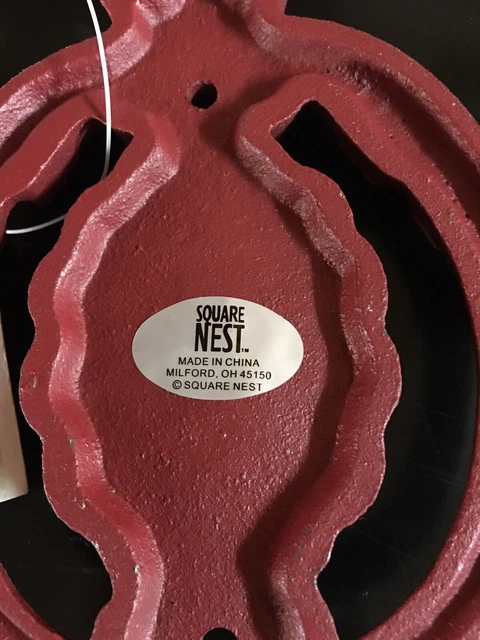 SQUARE
NEST™
MADE IN CHINA
MILFORD, OH 45150
© SQUARE NEST